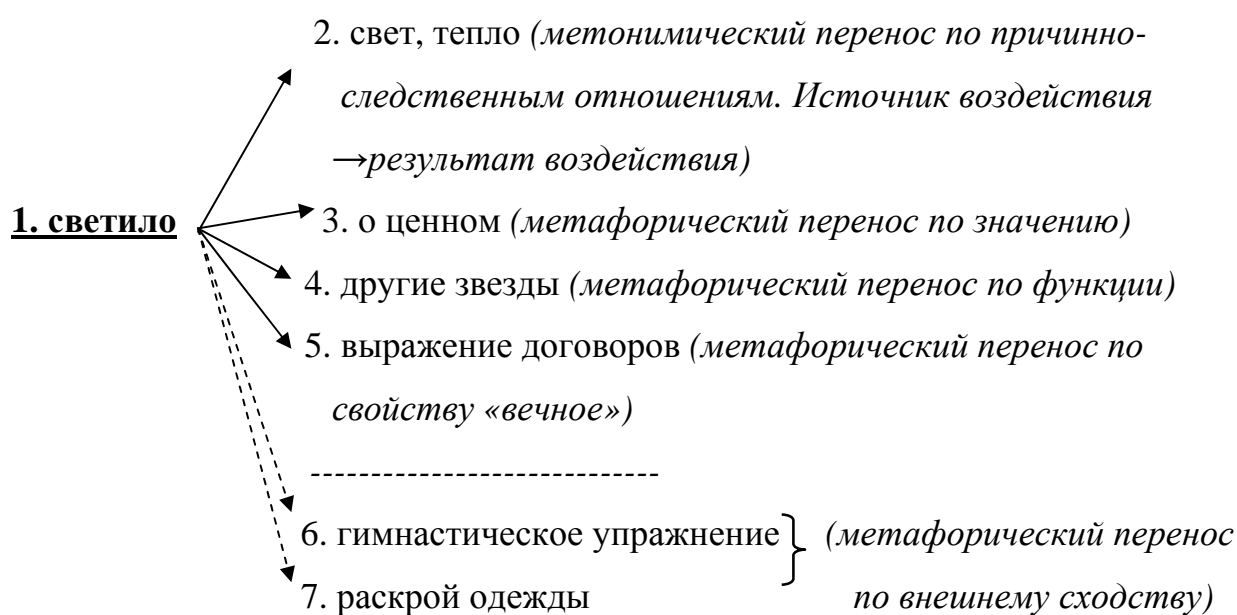 2. свет, тепло (метонимический перенос по причинно-
следственным отношениям. Источник воздействия
→результат воздействия)
1. светило
3. о ценном (метафорический перенос по значению)
4. другие звезды (метафорический перенос по функции)
5. выражение договоров (метафорический перенос по
свойству «вечное»)
----------------------------
6. гимнастическое упражнение } (метафорический перенос
7. раскрой одежды по внешнему сходству)